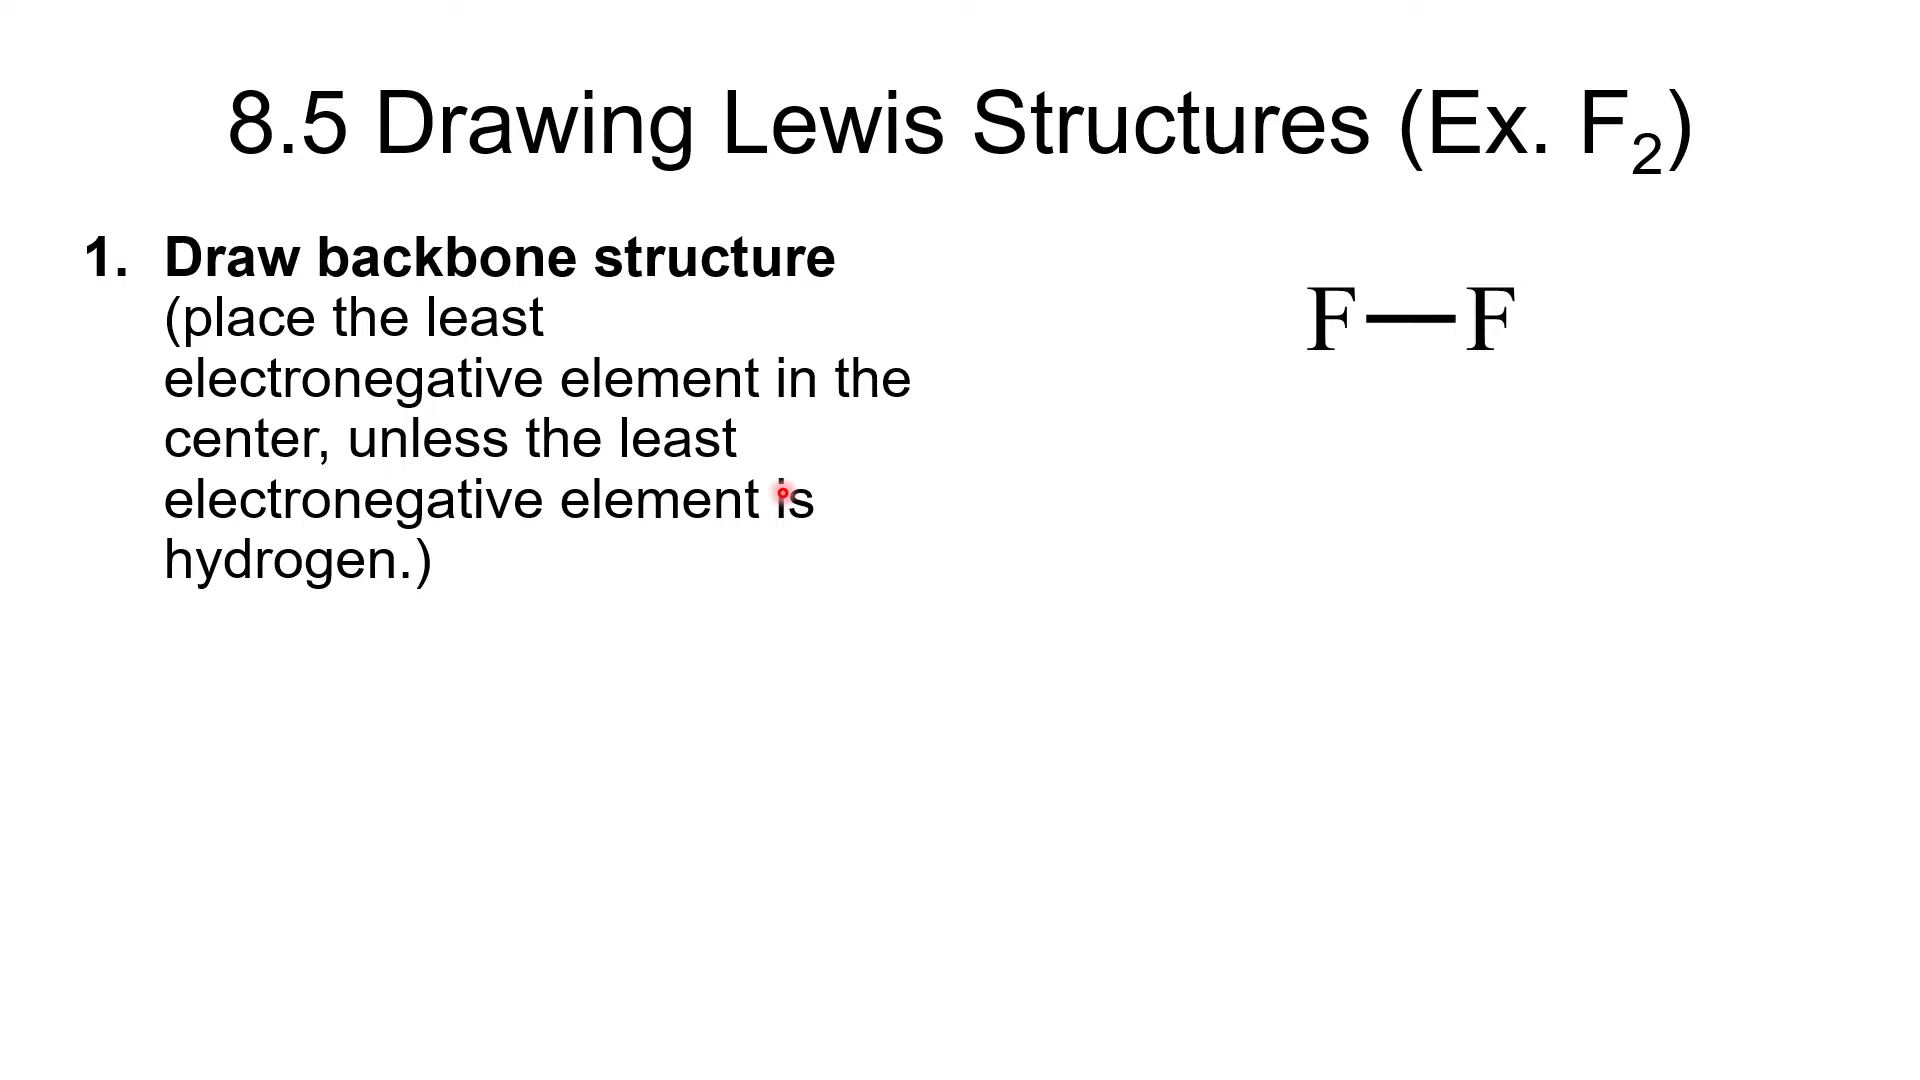 8.5 Drawing Lewis Structures (Ex. F₂)
1. Draw backbone structure
(place the least
electronegative element in the
center, unless the least
electronegative element is
hydrogen.)
F—F